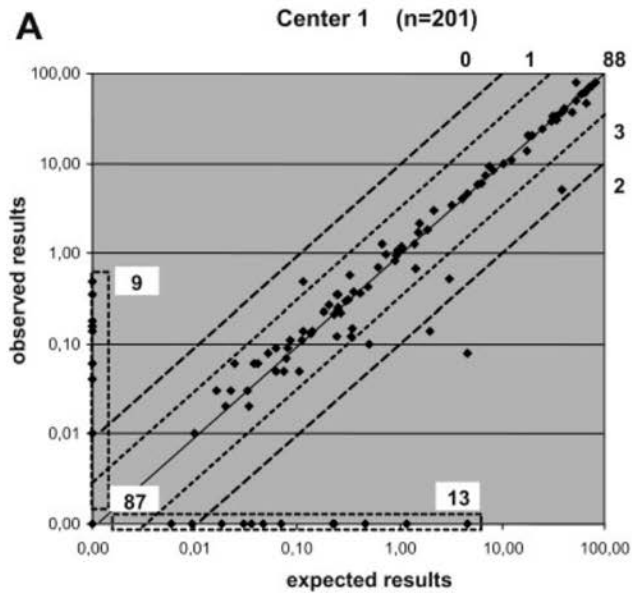 A
Center 1 (n=201)
0 1 88
100,00
3
10,00
2
1,00
9
0,10
0,01
87 13
0,00
0,00 0,01 0,10 1,00 10,00 100,00
observed results
expected results